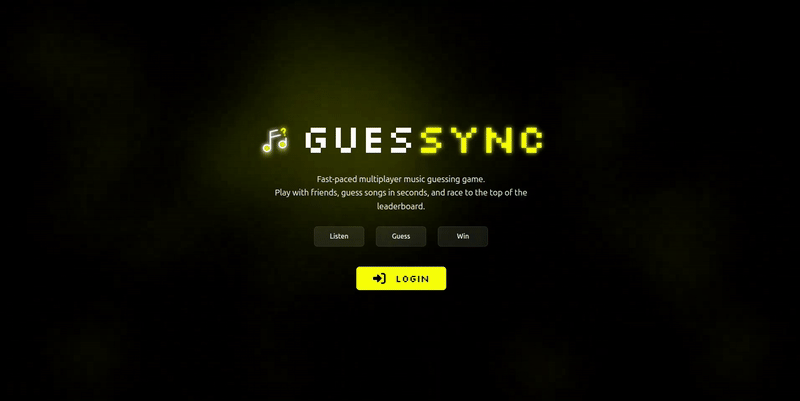 GUESSYNC
Fast-paced multiplayer music guessing game.
Play with friends, guess songs in seconds, and race to the top of the
leaderboard.
Listen Guess Win
LOGIN